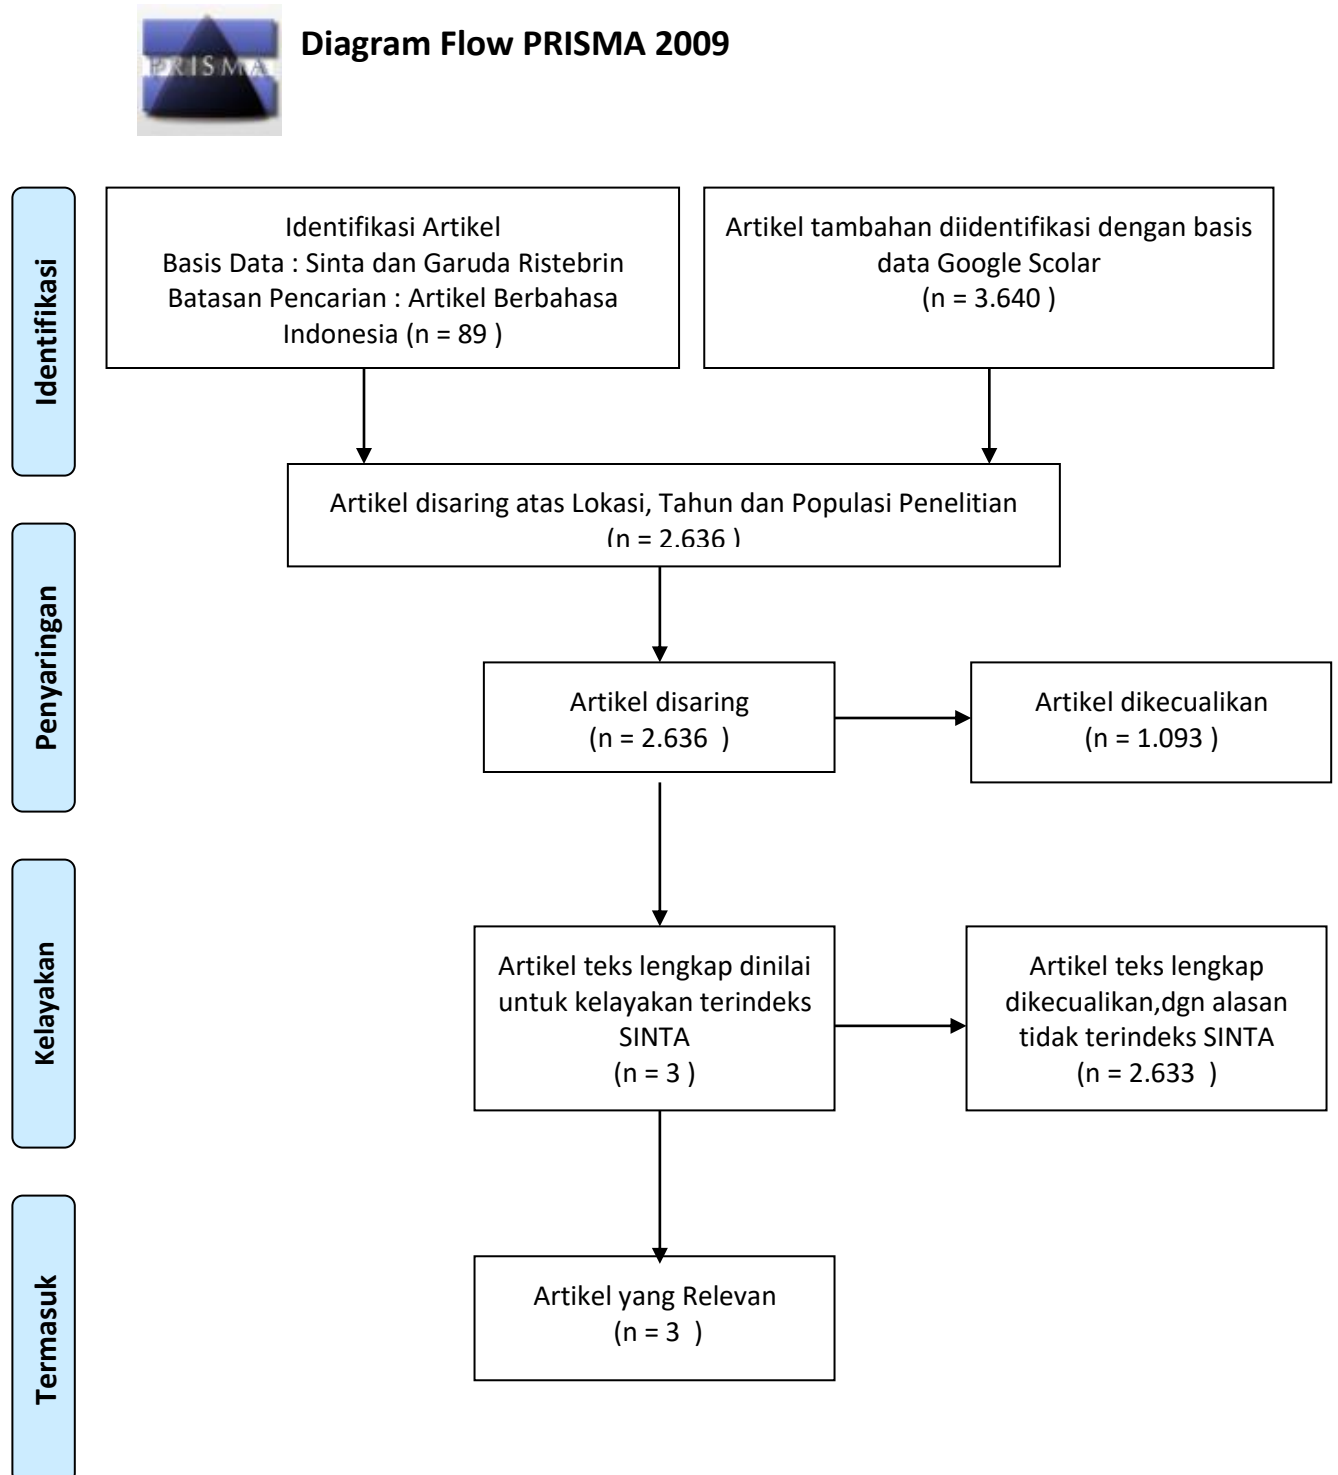 PRISMA
Diagram Flow PRISMA 2009
Identifikasi
Identifikasi Artikel
Basis Data : Sinta dan Garuda Ristebrin
Batasan Pencarian : Artikel Berbahasa
Indonesia (n = 89 )
Artikel tambahan diidentifikasi dengan basis
data Google Scolar
(n = 3.640 )
Artikel disaring atas Lokasi, Tahun dan Populasi Penelitian
(n = 2.636 )
Penyaringan
Artikel disaring
(n = 2.636 )
Artikel dikecualikan
(n = 1.093 )
Kelayakan
Artikel teks lengkap dinilai
untuk kelayakan terindeks
SINTA
(n = 3 )
Artikel teks lengkap
dikecualikan,dgn alasan
tidak terindeks SINTA
(n = 2.633 )
Termasuk
Artikel yang Relevan
(n = 3 )